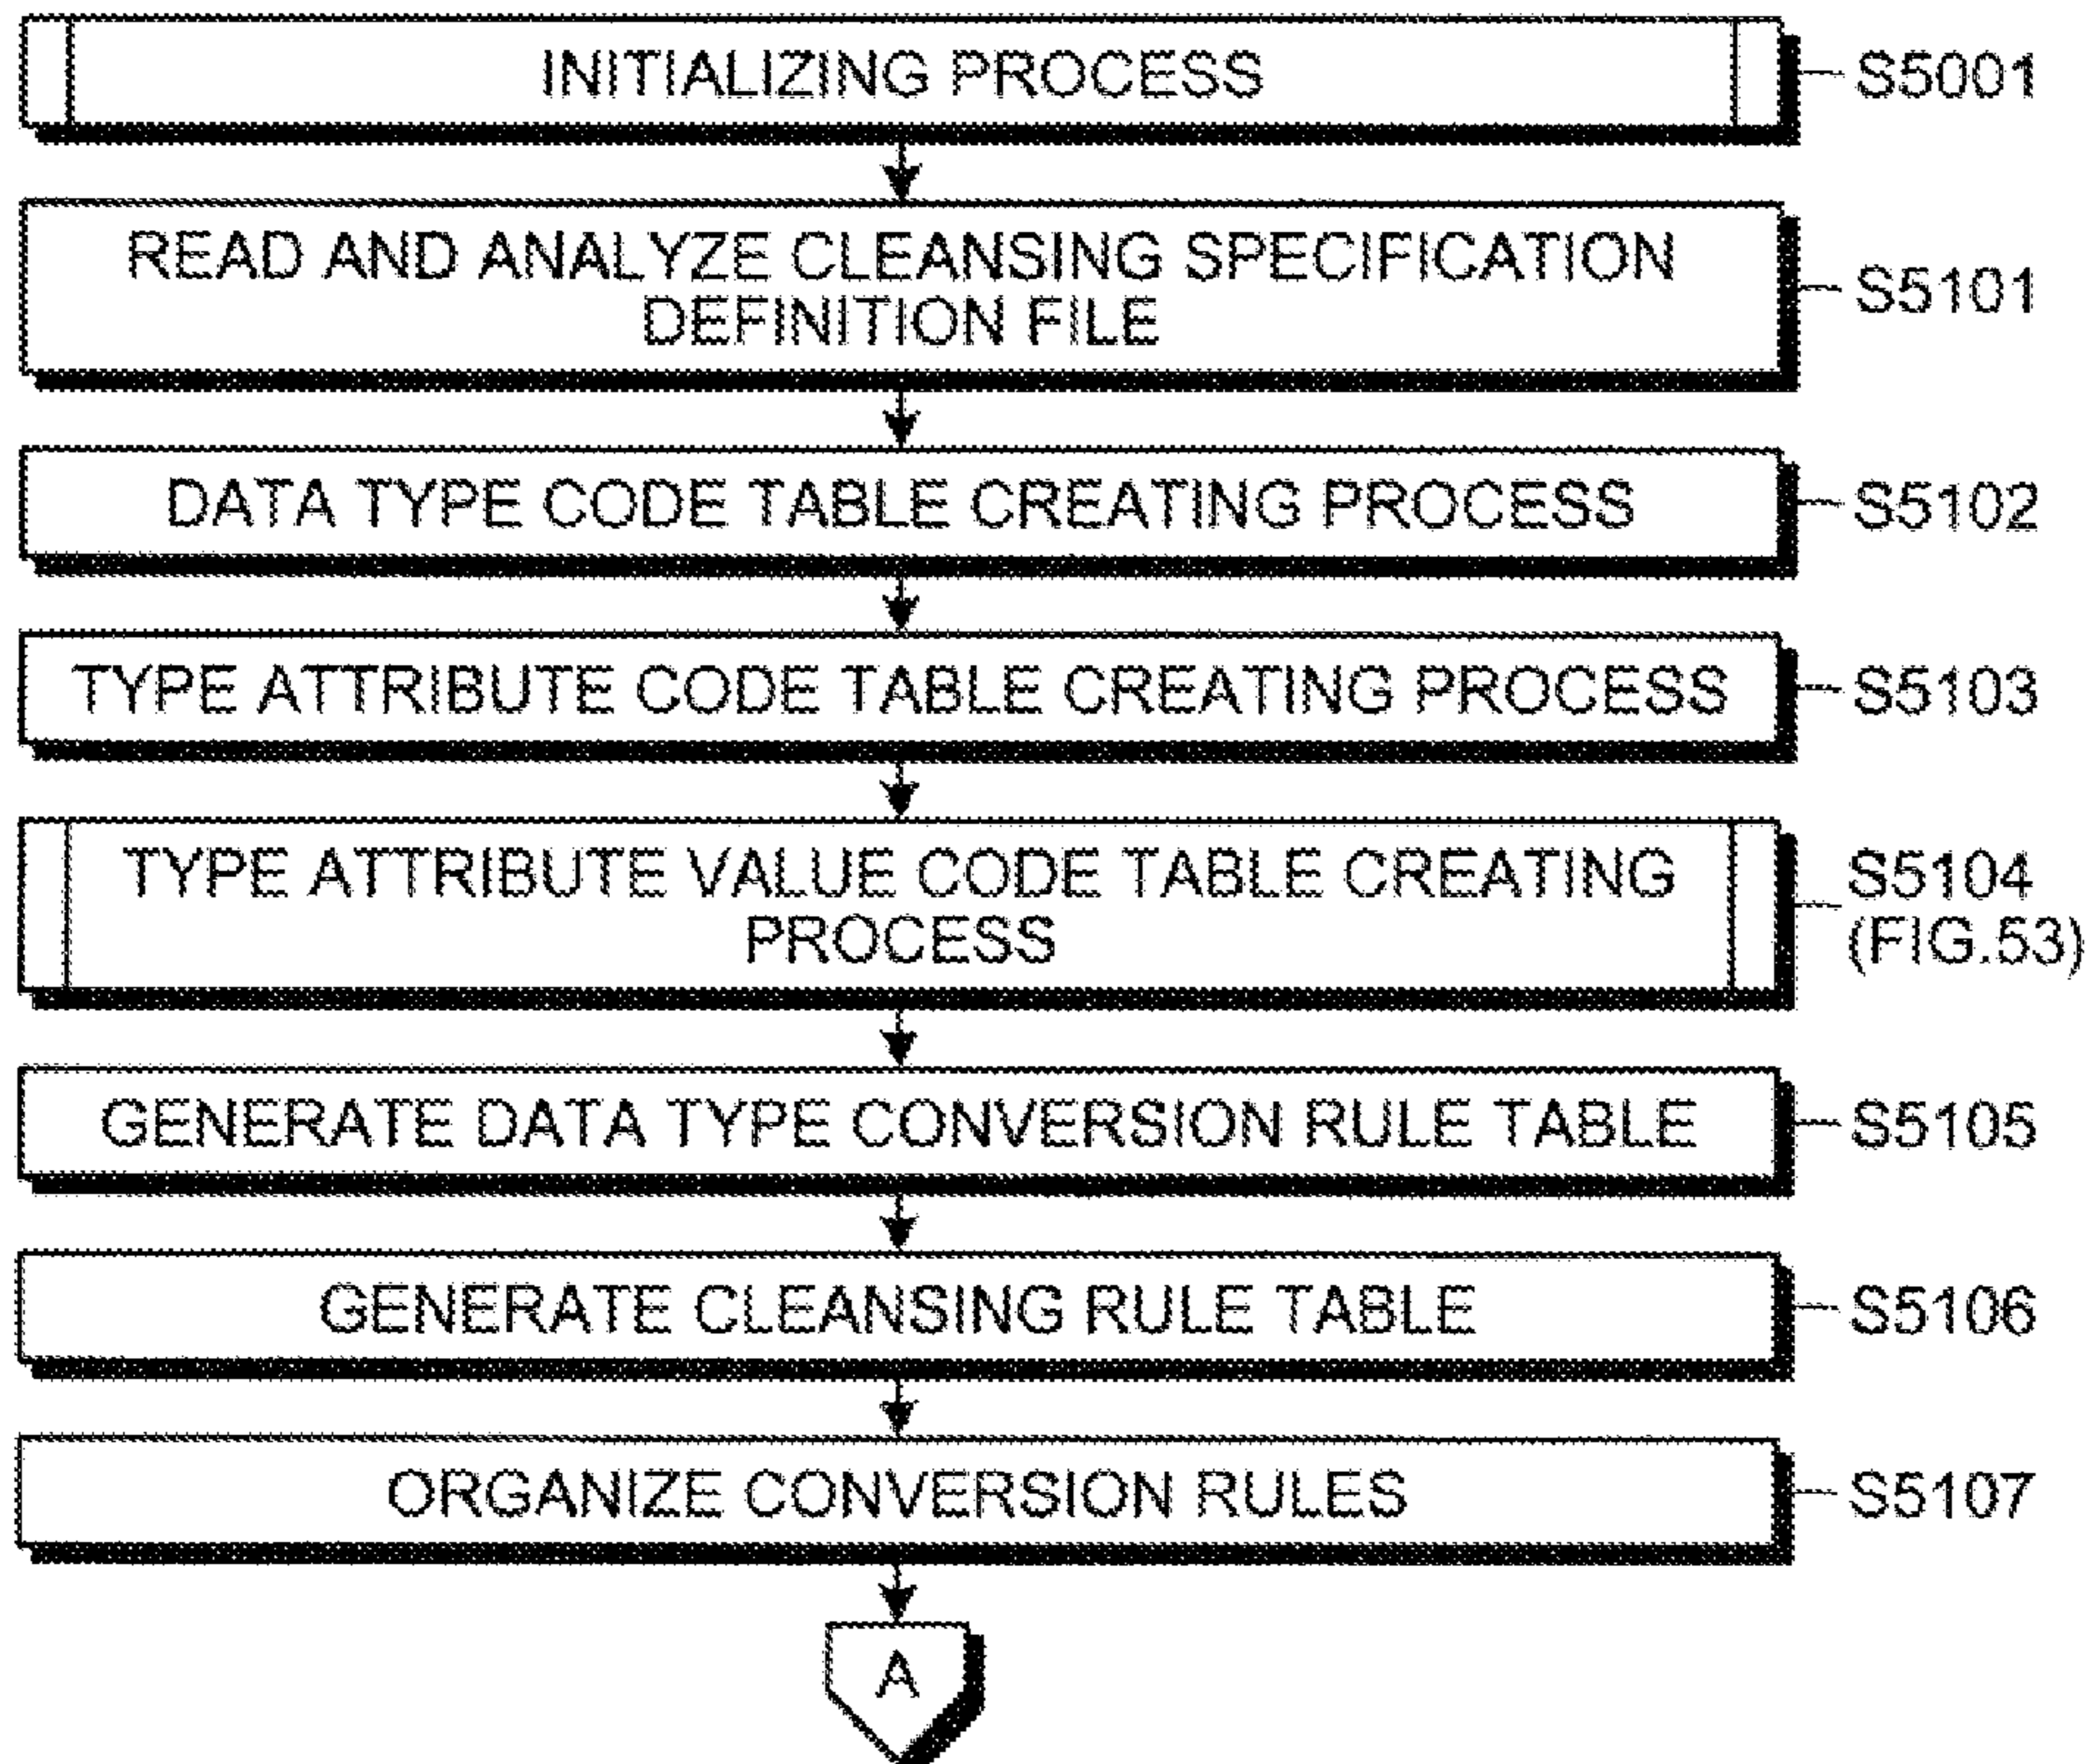 INITIALIZING PROCESS
S5001
READ AND ANALYZE CLEANSING SPECIFICATION
DEFINITION FILE
S5101
DATA TYPE CODE TABLE CREATING PROCESS
S5102
TYPE ATTRIBUTE CODE TABLE CREATING PROCESS
S5103
TYPE ATTRIBUTE VALUE CODE TABLE CREATING
PROCESS
S5104
(FIG.53)
GENERATE DATA TYPE CONVERSION RULE TABLE
S5105
GENERATE CLEANSING RULE TABLE
S5106
ORGANIZE CONVERSION RULES
S5107
A